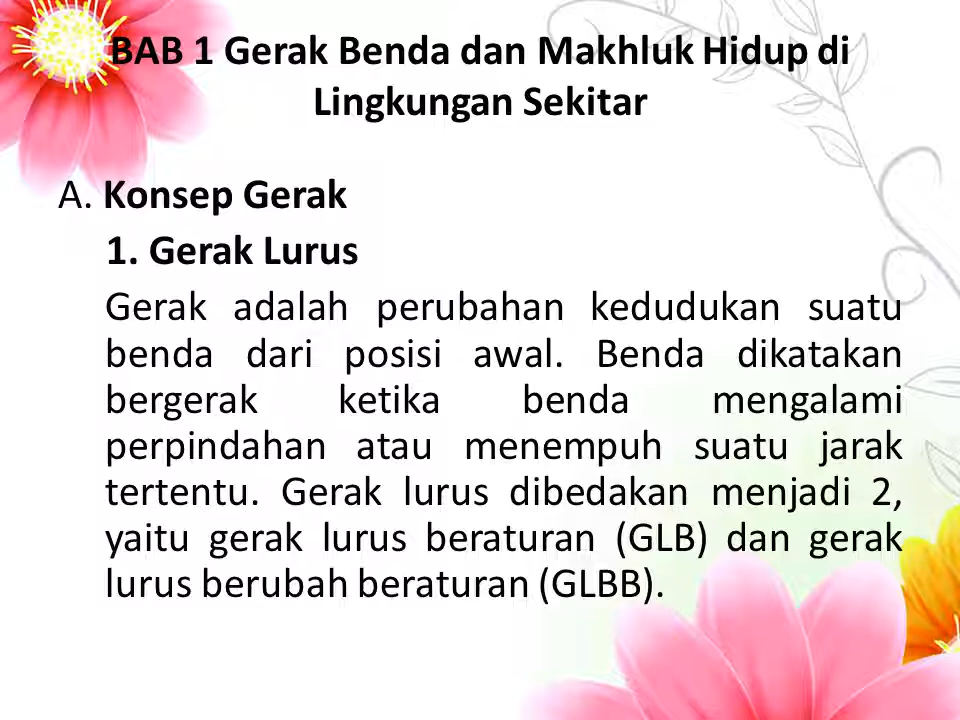 BAB 1 Gerak Benda dan Makhluk Hidup di
Lingkungan Sekitar
A. Konsep Gerak
1. Gerak Lurus
Gerak adalah perubahan kedudukan suatu
benda dari posisi awal. Benda dikatakan
bergerak ketika benda mengalami
perpindahan atau menempuh suatu jarak
tertentu. Gerak lurus dibedakan menjadi 2,
yaitu gerak lurus beraturan (GLB) dan gerak
lurus berubah beraturan (GLBB).